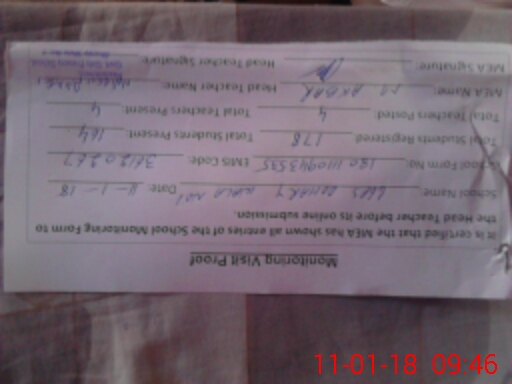 Monitoring Visit Proof
It is certified that the MEA has shown all entries of the School Monitoring Form to
the Head Teacher before its online submission.
School Name: GGPS Date: 11-1-18
School Form No: EMIS Code:
Total Students Registered: 178 Total Students Present: 164
Total Teachers Posted: 4 Total Teachers Present: 4
MEA Name: M AKBAR Head Teacher Name:
MEA Signature: Head Teacher Signature:
11-01-18 09:46